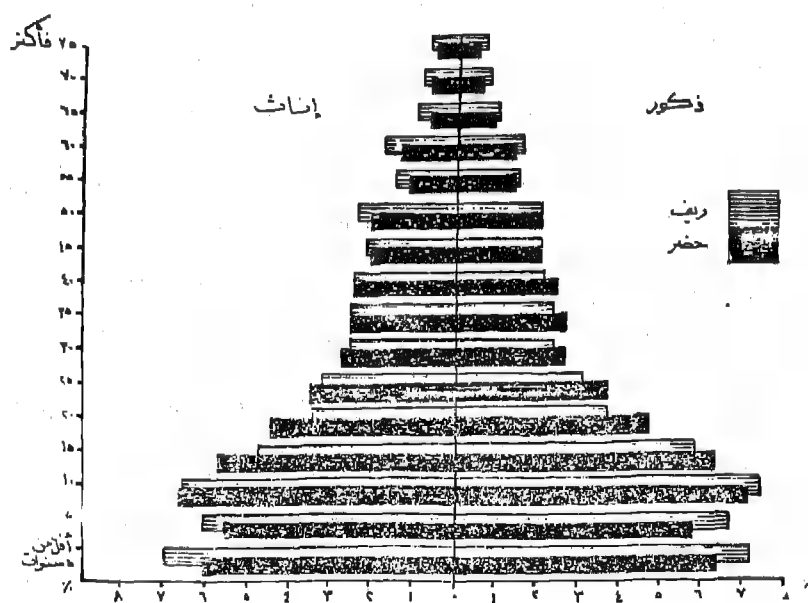 ٧٥ فأكثر
٧٠
إناث
ذكور
٦٥
٦٠
٥٥
ريف
٥٠
حضر
٤٥
٤٠
٣٥
٣٠
٢٥
٢٠
١٥
١٠
٥
أقل من
٥ سنوات
٪ ٨ ٧ ٦ ٥ ٤ ٣ ٢ ١ ٠ ١ ٢ ٣ ٤ ٥ ٦ ٧ ٨ ٪